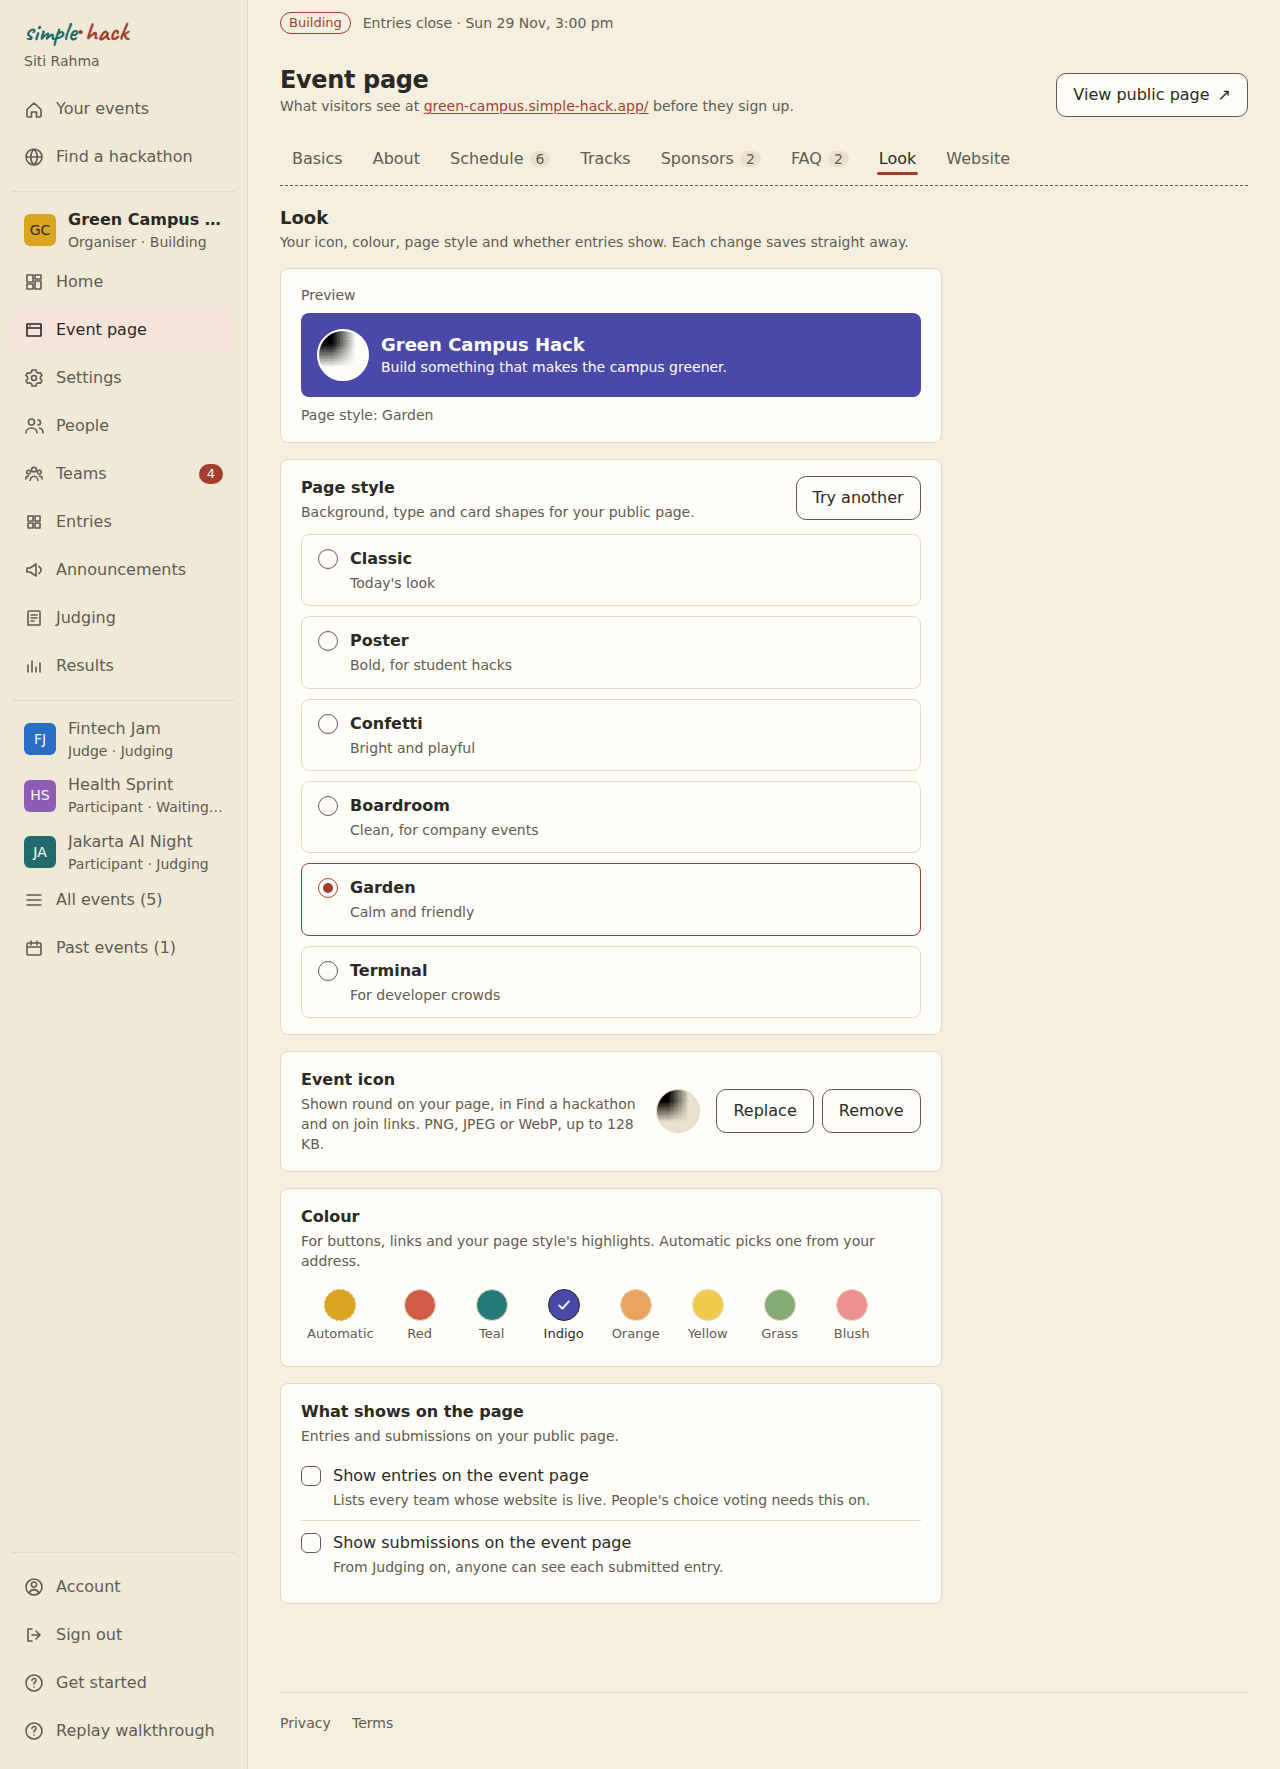 simple·hack
Siti Rahma
Your events
Find a hackathon
GC
Green Campus ...
Organiser · Building
Home
Event page
Settings
People
Teams
4
Entries
Announcements
Judging
Results
FJ
Fintech Jam
Judge · Judging
HS
Health Sprint
Participant · Waiting...
JA
Jakarta AI Night
Participant · Judging
All events (5)
Past events (1)
Account
Sign out
Get started
Replay walkthrough
Building
Entries close · Sun 29 Nov, 3:00 pm
Event page
What visitors see at green-campus.simple-hack.app/ before they sign up.
View public page ↗
Basics
About
Schedule 6
Tracks
Sponsors 2
FAQ 2
Look
Website
Look
Your icon, colour, page style and whether entries show. Each change saves straight away.
Preview
Green Campus Hack
Build something that makes the campus greener.
Page style: Garden
Page style
Background, type and card shapes for your public page.
Try another
Classic
Today's look
Poster
Bold, for student hacks
Confetti
Bright and playful
Boardroom
Clean, for company events
Garden
Calm and friendly
Terminal
For developer crowds
Event icon
Shown round on your page, in Find a hackathon
and on join links. PNG, JPEG or WebP, up to 128
KB.
Replace
Remove
Colour
For buttons, links and your page style's highlights. Automatic picks one from your
address.
Automatic
Red
Teal
Indigo
Orange
Yellow
Grass
Blush
What shows on the page
Entries and submissions on your public page.
Show entries on the event page
Lists every team whose website is live. People's choice voting needs this on.
Show submissions on the event page
From Judging on, anyone can see each submitted entry.
Privacy
Terms